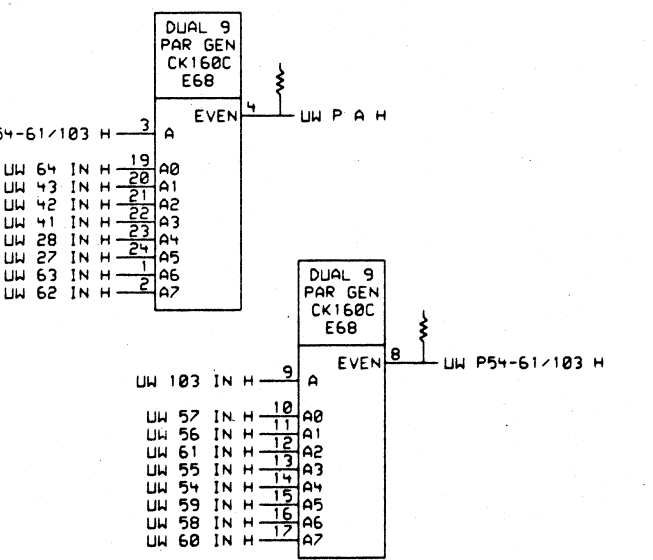 DUAL 9
PAR GEN
CK160C
E68
EVEN 4 UW P A H
54-61/103 H 3 A
UW 64 IN H 19 A0
UW 43 IN H 20 A1
UW 42 IN H 21 A2
UW 41 IN H 22 A3
UW 28 IN H 23 A4
UW 27 IN H 24 A5
UW 63 IN H 1 A6
UW 62 IN H 2 A7
DUAL 9
PAR GEN
CK160C
E68
EVEN 8 UW P54-61/103 H
UW 103 IN H 9 A
UW 57 IN H 10 A0
UW 56 IN H 11 A1
UW 61 IN H 12 A2
UW 55 IN H 13 A3
UW 54 IN H 14 A4
UW 59 IN H 15 A5
UW 58 IN H 16 A6
UW 60 IN H 17 A7